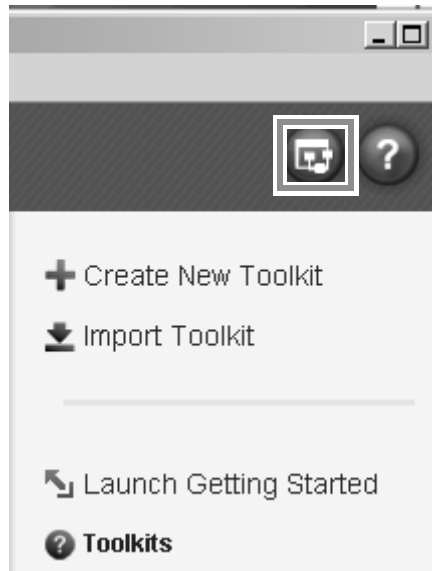 ?
Create New Toolkit
Import Toolkit
Launch Getting Started
? Toolkits